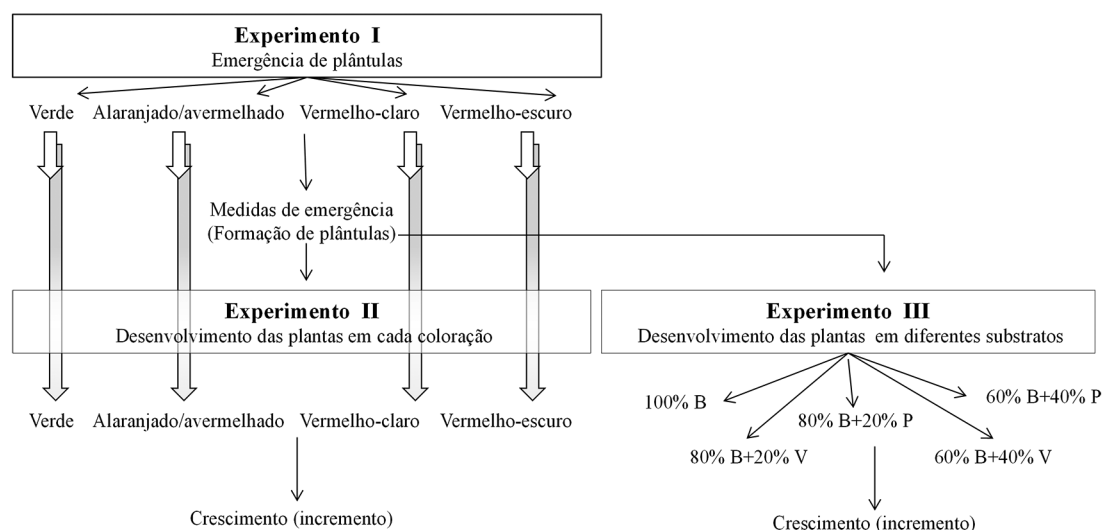 Experimento I
Emergência de plântulas
Verde Alaranjado/avermelhado Vermelho-claro Vermelho-escuro
Medidas de emergência
(Formação de plântulas)
Experimento II
Desenvolvimento das plantas em cada coloração
Verde Alaranjado/avermelhado Vermelho-claro Vermelho-escuro
Crescimento (incremento)
Experimento III
Desenvolvimento das plantas em diferentes substratos
100% B
80% B+20% V
80% B+20% P
60% B+40% V
60% B+40% P
Crescimento (incremento)